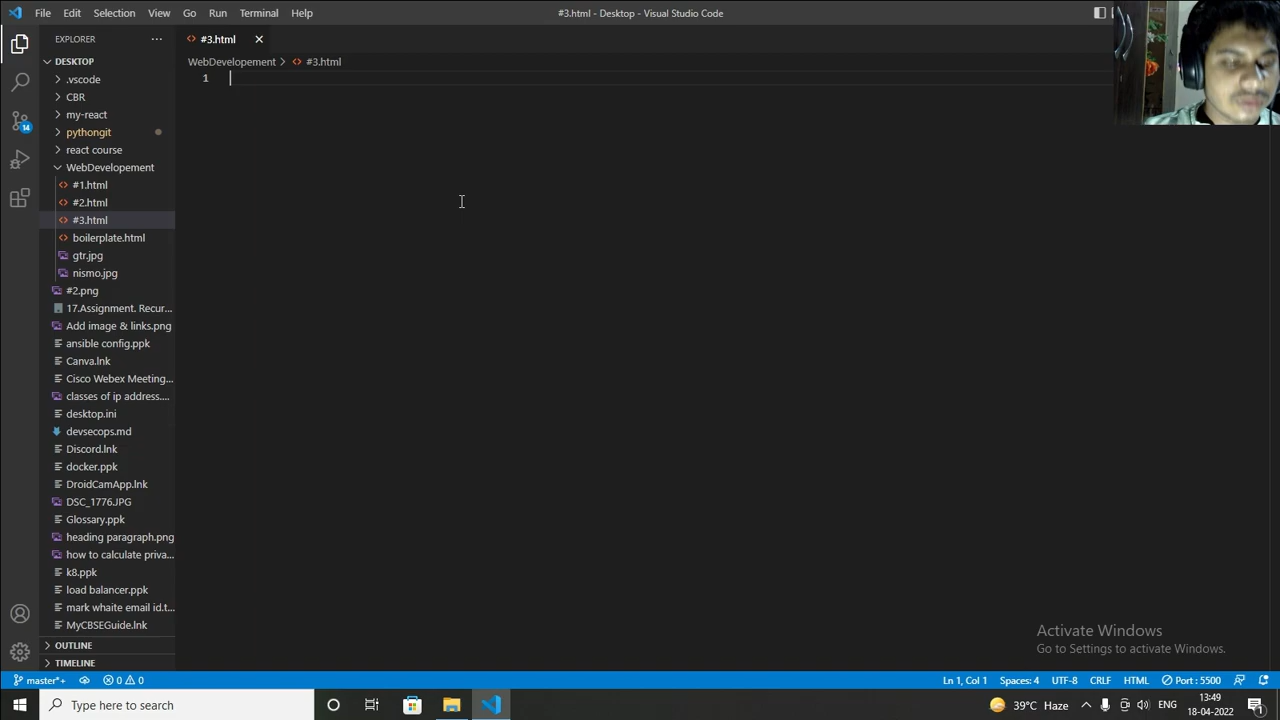 File Edit Selection View Go Run Terminal Help
#3.html - Desktop - Visual Studio Code
EXPLORER
#3.html
DESKTOP
WebDevelopement > #3.html
1
.vscode
CBR
my-react
pythongit
react course
WebDevelopement
#1.html
#2.html
#3.html
boilerplate.html
gtr.jpg
nismo.jpg
#2.png
17.Assignment. Recur...
Add image & links.png
ansible config.ppk
Canva.lnk
Cisco Webex Meeting...
classes of ip address....
desktop.ini
devsecops.md
Discord.lnk
docker.ppk
DroidCamApp.lnk
DSC_1776.JPG
Glossary.ppk
heading paragraph.png
how to calculate priva...
k8.ppk
load balancer.ppk
mark whaite email id.t...
MyCBSEGuide.lnk
OUTLINE
TIMELINE
14
Activate Windows
Go to Settings to activate Windows.
master*+ 0 0
Ln 1, Col 1 Spaces: 4 UTF-8 CRLF HTML Port : 5500
Type here to search
39°C Haze ENG 13:49
18-04-2022
1